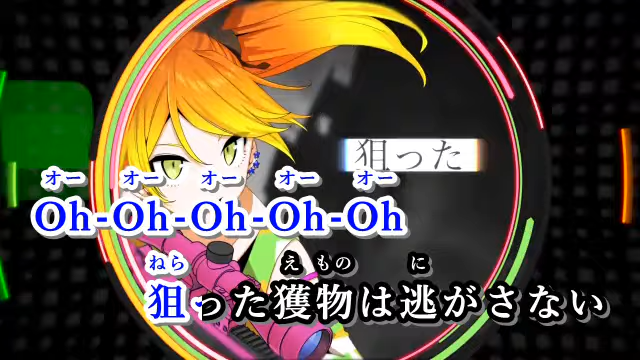 狙った
オー オー オー オー オー
Oh-Oh-Oh-Oh-Oh
ねら えもの に
狙った獲物は逃がさない